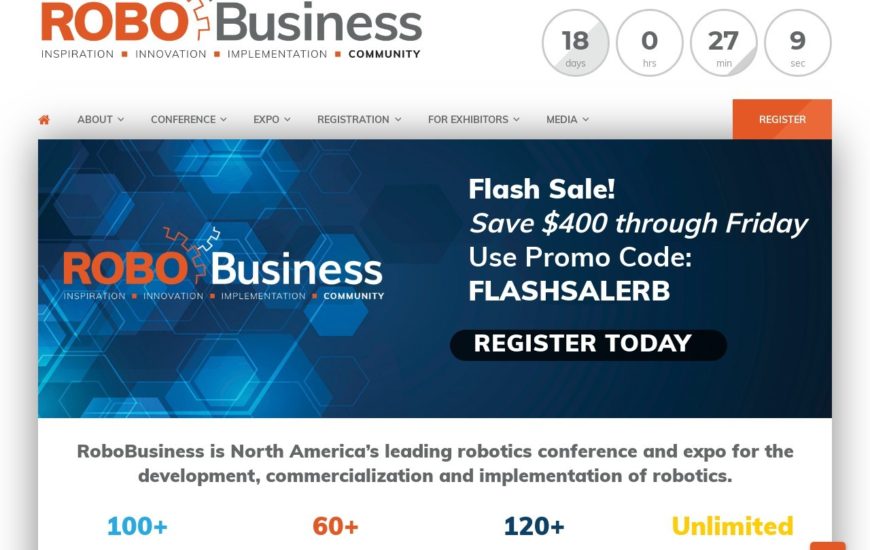 ROBO Business
INSPIRATION ■ INNOVATION ■ IMPLEMENTATION ■ COMMUNITY
18 0 27 9
days hrs min sec
ABOUT CONFERENCE EXPO REGISTRATION FOR EXHIBITORS MEDIA REGISTER
Flash Sale!
Save $400 through Friday
Use Promo Code:
FLASHSALERB
REGISTER TODAY
ROBO Business
INSPIRATION ■ INNOVATION ■ IMPLEMENTATION ■ COMMUNITY
RoboBusiness is North America's leading robotics conference and expo for the
development, commercialization and implementation of robotics.
100+ 60+ 120+ Unlimited